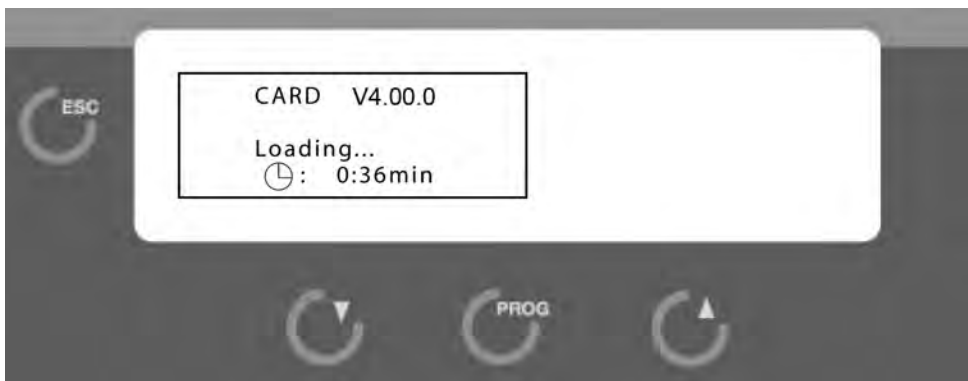 ESC
CARD V4.00.0
Loading...
: 0:36min
▼ PROG ▲